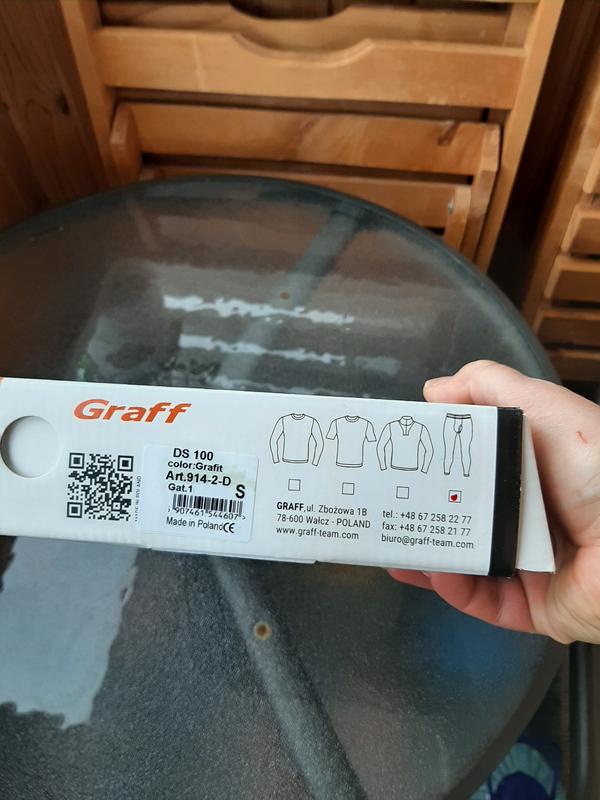 Graff
DS 100
color:Grafit
Art.914-2-D
S
Gat.1
5907461544607
Made in Poland CE
GRAFF, ul. Zbożowa 1B
78-600 Wałcz - POLAND
www.graff-team.com
tel.: +48 67 258 22 77
fax: +48 67 258 21 77
biuro@graff-team.com